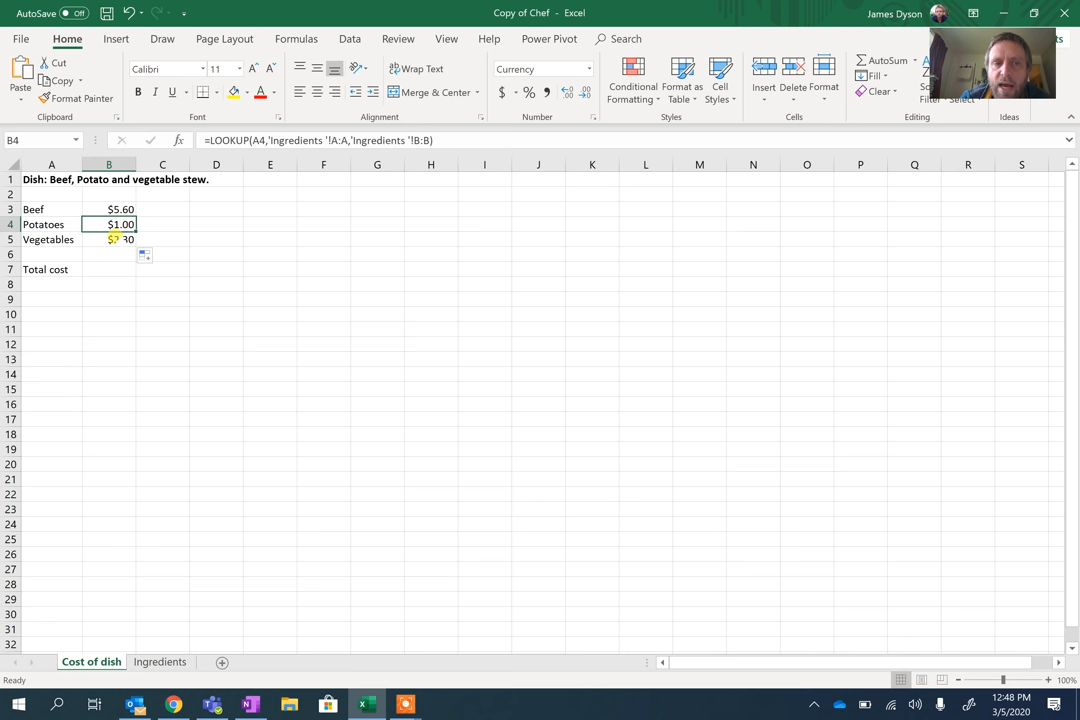 AutoSave Off
Copy of Chef - Excel
James Dyson
File Home Insert Draw Page Layout Formulas Data Review View Help Power Pivot Search
Paste
Cut
Copy
Format Painter
Clipboard
Calibri 11 A A
B I U A
Font
Wrap Text
Merge & Center
Alignment
Currency
$ % , .00
Number
Conditional Formatting
Format as Table
Cell Styles
Styles
Insert Delete Format
Cells
AutoSum
Fill
Clear
Select
Editing
Ideas
B4 fx =LOOKUP(A4,'Ingredients '!A:A,'Ingredients '!B:B)
A B C D E F G H I J K L M N O P Q R S
1 Dish: Beef, Potato and vegetable stew.
2
3 Beef $5.60
4 Potatoes $1.00
5 Vegetables
6
7 Total cost
8
9
10
11
12
13
14
15
16
17
18
19
20
21
22
23
24
25
26
27
28
29
30
31
32
Cost of dish Ingredients
Ready
100%
12:48 PM
3/5/2020